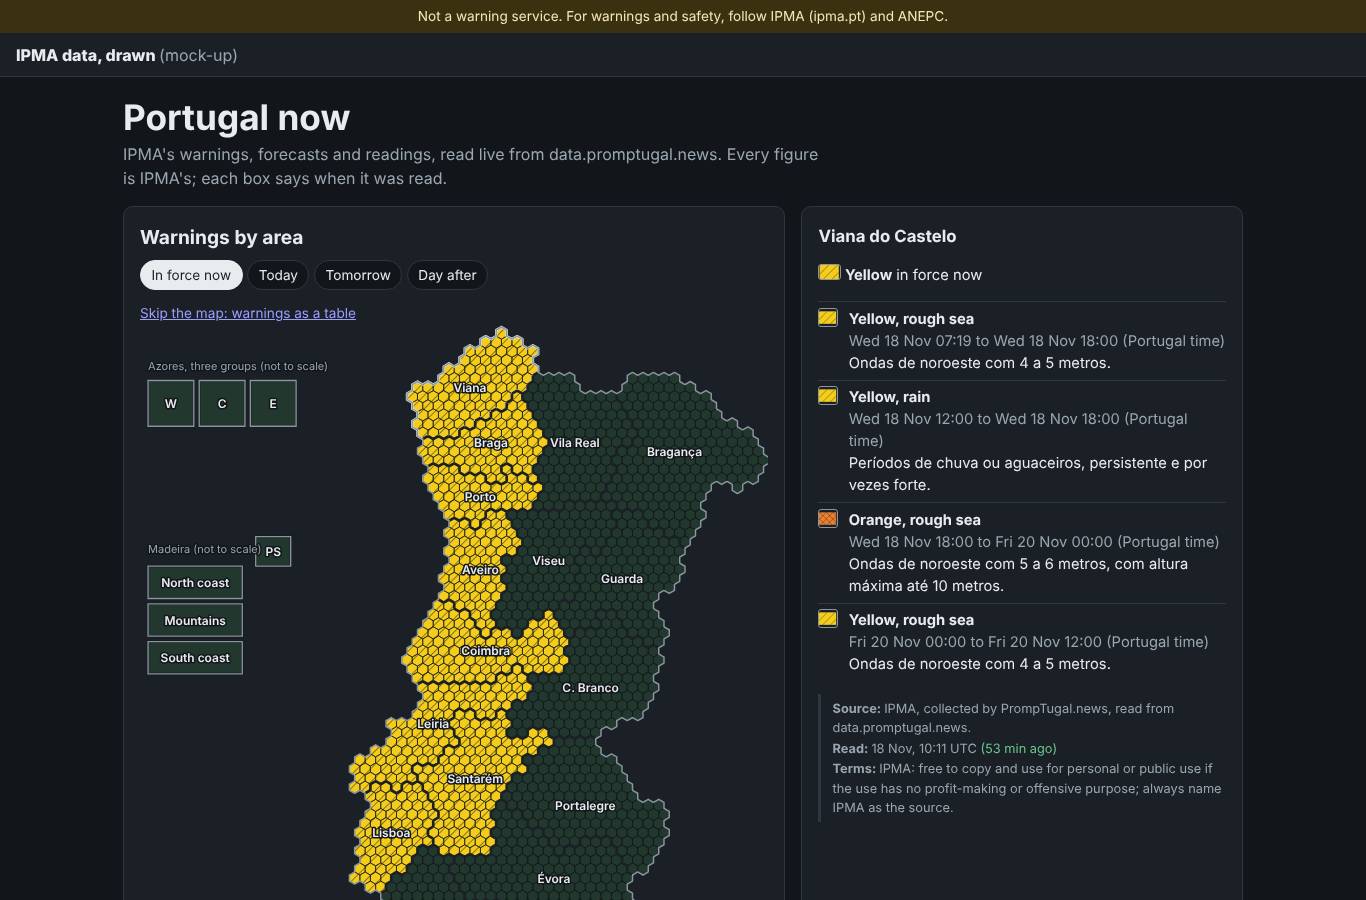 Not a warning service. For warnings and safety, follow IPMA (ipma.pt) and ANEPC.
IPMA data, drawn (mock-up)
Portugal now
IPMA's warnings, forecasts and readings, read live from data.promptugal.news. Every figure
is IPMA's; each box says when it was read.
Warnings by area
In force now
Today
Tomorrow
Day after
Skip the map: warnings as a table
Azores, three groups (not to scale)
W
C
E
Madeira (not to scale)
PS
North coast
Mountains
South coast
Viana
Braga
Vila Real
Bragança
Porto
Viseu
Aveiro
Guarda
Coimbra
C. Branco
Leiria
Santarém
Portalegre
Lisboa
Évora
Viana do Castelo
Yellow in force now
Yellow, rough sea
Wed 18 Nov 07:19 to Wed 18 Nov 18:00 (Portugal time)
Ondas de noroeste com 4 a 5 metros.
Yellow, rain
Wed 18 Nov 12:00 to Wed 18 Nov 18:00 (Portugal
time)
Períodos de chuva ou aguaceiros, persistente e por
vezes forte.
Orange, rough sea
Wed 18 Nov 18:00 to Fri 20 Nov 00:00 (Portugal time)
Ondas de noroeste com 5 a 6 metros, com altura
máxima até 10 metros.
Yellow, rough sea
Fri 20 Nov 00:00 to Fri 20 Nov 12:00 (Portugal time)
Ondas de noroeste com 4 a 5 metros.
Source: IPMA, collected by PrompTugal.news, read from
data.promptugal.news.
Read: 18 Nov, 10:11 UTC (53 min ago)
Terms: IPMA: free to copy and use for personal or public use if
the use has no profit-making or offensive purpose; always name
IPMA as the source.